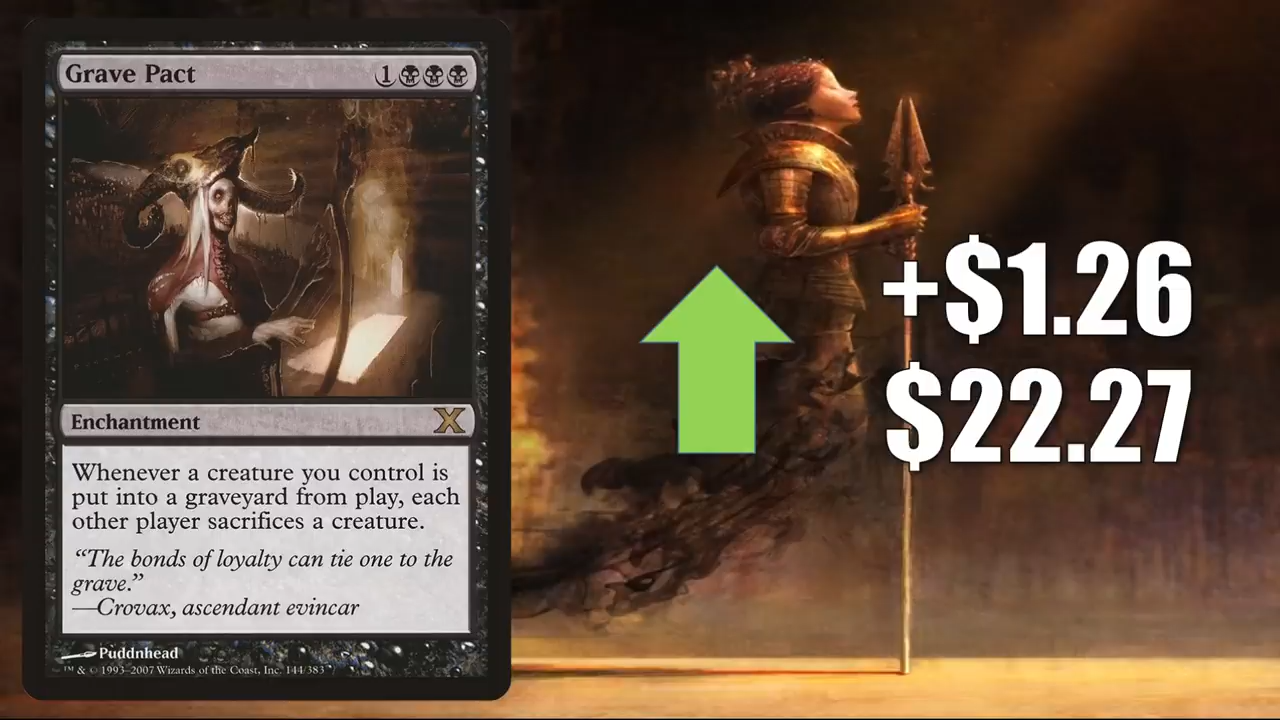 Grave Pact 1
Enchantment X
Whenever a creature you control is
put into a graveyard from play, each
other player sacrifices a creature.
“The bonds of loyalty can tie one to the
grave.”
—Crovax, ascendant evincar
Puddnhead
™ & © 1993–2007 Wizards of the Coast, Inc. 144/383
+$1.26
$22.27